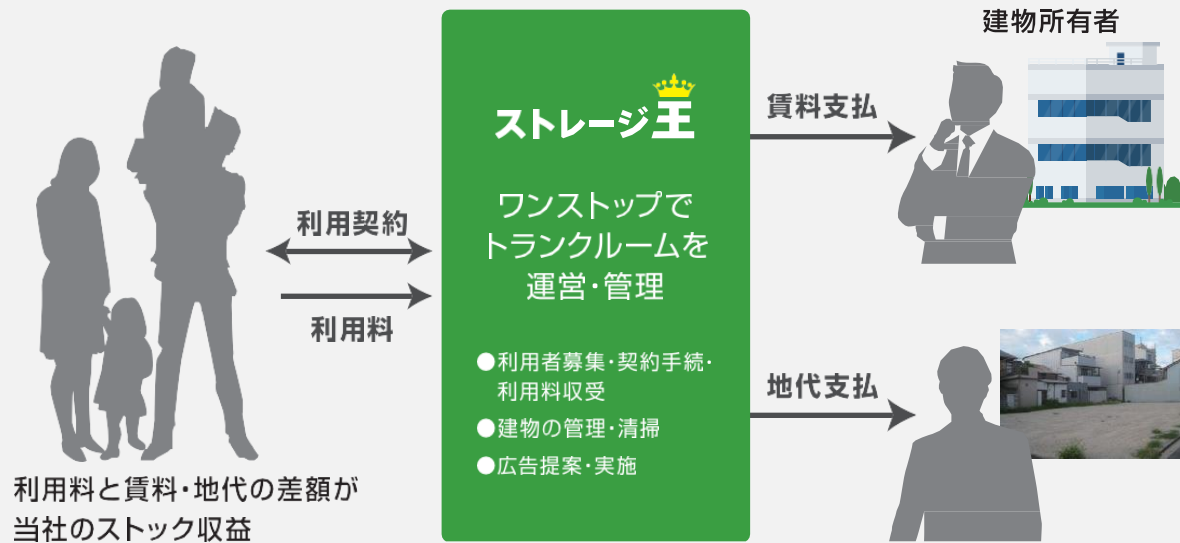 建物所有者
ストレージ王
賃料支払
ワンストップで
トランクルームを
運営・管理
利用契約
利用料
●利用者募集・契約手続・
利用料収受
●建物の管理・清掃
●広告提案・実施
地代支払
利用料と賃料・地代の差額が
当社のストック収益